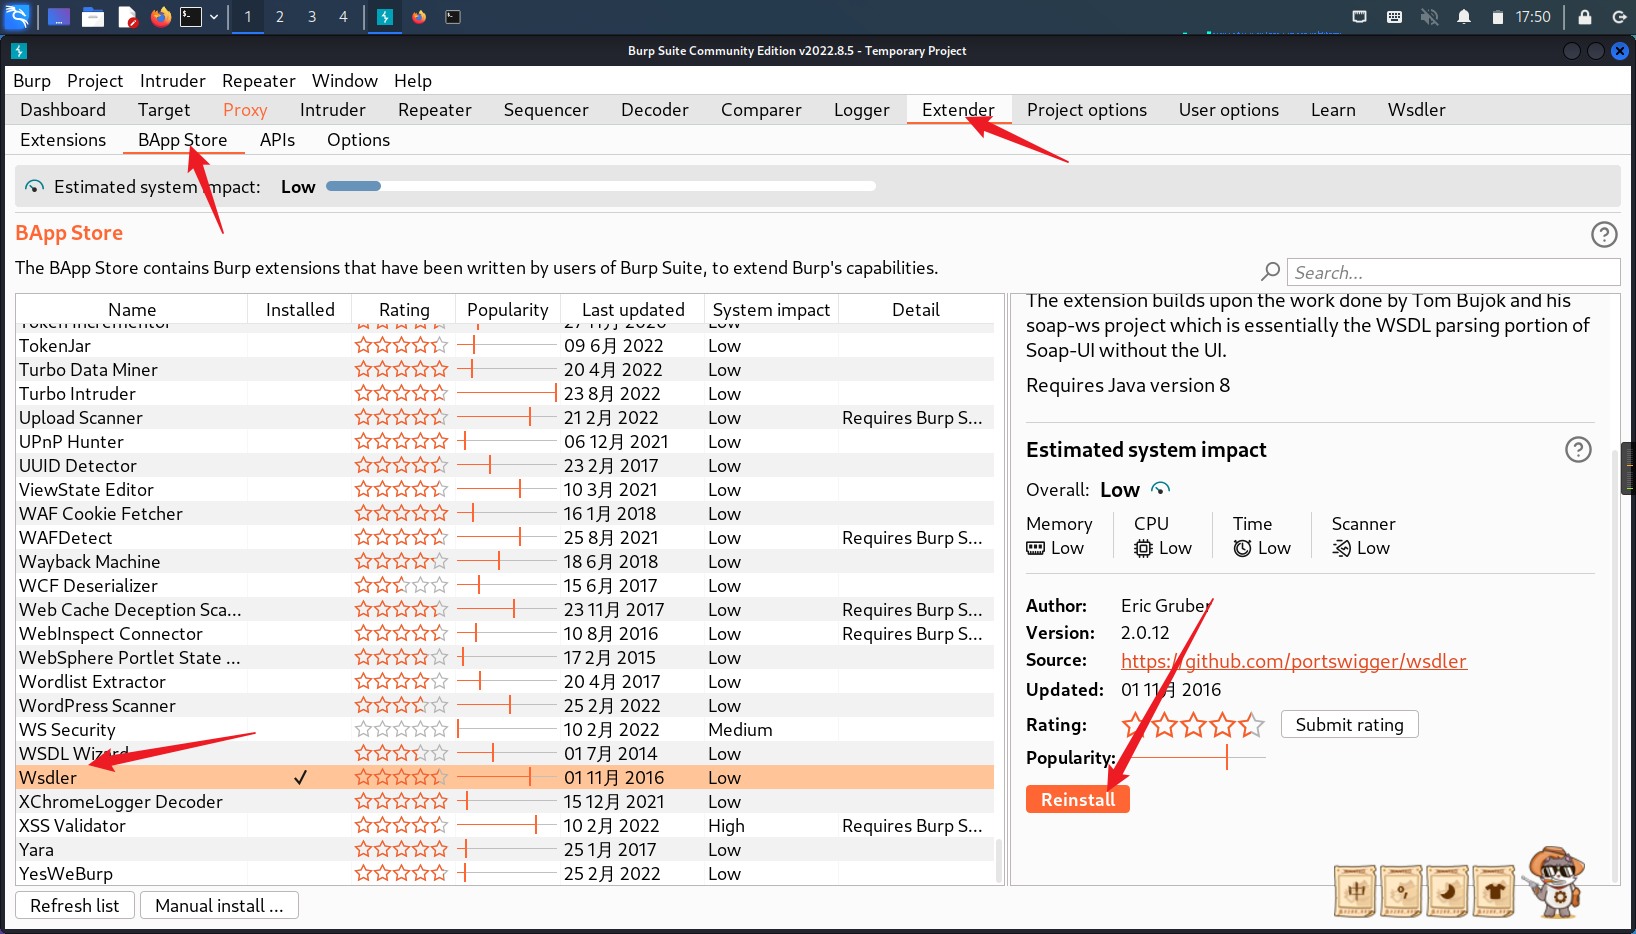 1 2 3 4 17:50
Burp Suite Community Edition v2022.8.5 - Temporary Project
Burp Project Intruder Repeater Window Help
Dashboard Target Proxy Intruder Repeater Sequencer Decoder Comparer Logger Extender Project options User options Learn Wsdler
Extensions BApp Store APIs Options
Estimated system impact: Low
BApp Store
The BApp Store contains Burp extensions that have been written by users of Burp Suite, to extend Burp's capabilities.
Search...
Name Installed Rating Popularity Last updated System impact Detail
Token Incrementor 27 11月 2020 Low
TokenJar 09 6月 2022 Low
Turbo Data Miner 20 4月 2022 Low
Turbo Intruder 23 8月 2022 Low
Upload Scanner 21 2月 2022 Low Requires Burp S...
UPnP Hunter 06 12月 2021 Low
UUID Detector 23 2月 2017 Low
ViewState Editor 10 3月 2021 Low
WAF Cookie Fetcher 16 1月 2018 Low
WAFDetect 25 8月 2021 Low Requires Burp S...
Wayback Machine 18 6月 2018 Low
WCF Deserializer 15 6月 2017 Low
Web Cache Deception Sca... 23 11月 2017 Low Requires Burp S...
WebInspect Connector 10 8月 2016 Low Requires Burp S...
WebSphere Portlet State ... 17 2月 2015 Low
Wordlist Extractor 20 4月 2017 Low
WordPress Scanner 25 2月 2022 Low
WS Security 10 2月 2022 Medium
WSDL Wizard 01 7月 2014 Low
Wsdler ✓ 01 11月 2016 Low
XChromeLogger Decoder 15 12月 2021 Low
XSS Validator 10 2月 2022 High Requires Burp S...
Yara 25 1月 2017 Low
YesWeBurp 25 2月 2022 Low
Refresh list Manual install ...
The extension builds upon the work done by Tom Bujok and his
soap-ws project which is essentially the WSDL parsing portion of
Soap-UI without the UI.
Requires Java version 8
Estimated system impact
Overall: Low
Memory CPU Time Scanner
Low Low Low Low
Author: Eric Gruber
Version: 2.0.12
Source: https://github.com/portswigger/wsdler
Updated: 01 11月 2016
Rating: Submit rating
Popularity:
Reinstall
中